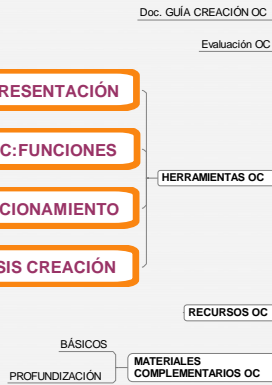 Doc. GUÍA CREACIÓN OC
Evaluación OC
RESENTACIÓN
C:FUNCIONES
CIONAMIENTO
SIS CREACIÓN
HERRAMIENTAS OC
RECURSOS OC
BÁSICOS
PROFUNDIZACIÓN
MATERIALES
COMPLEMENTARIOS OC